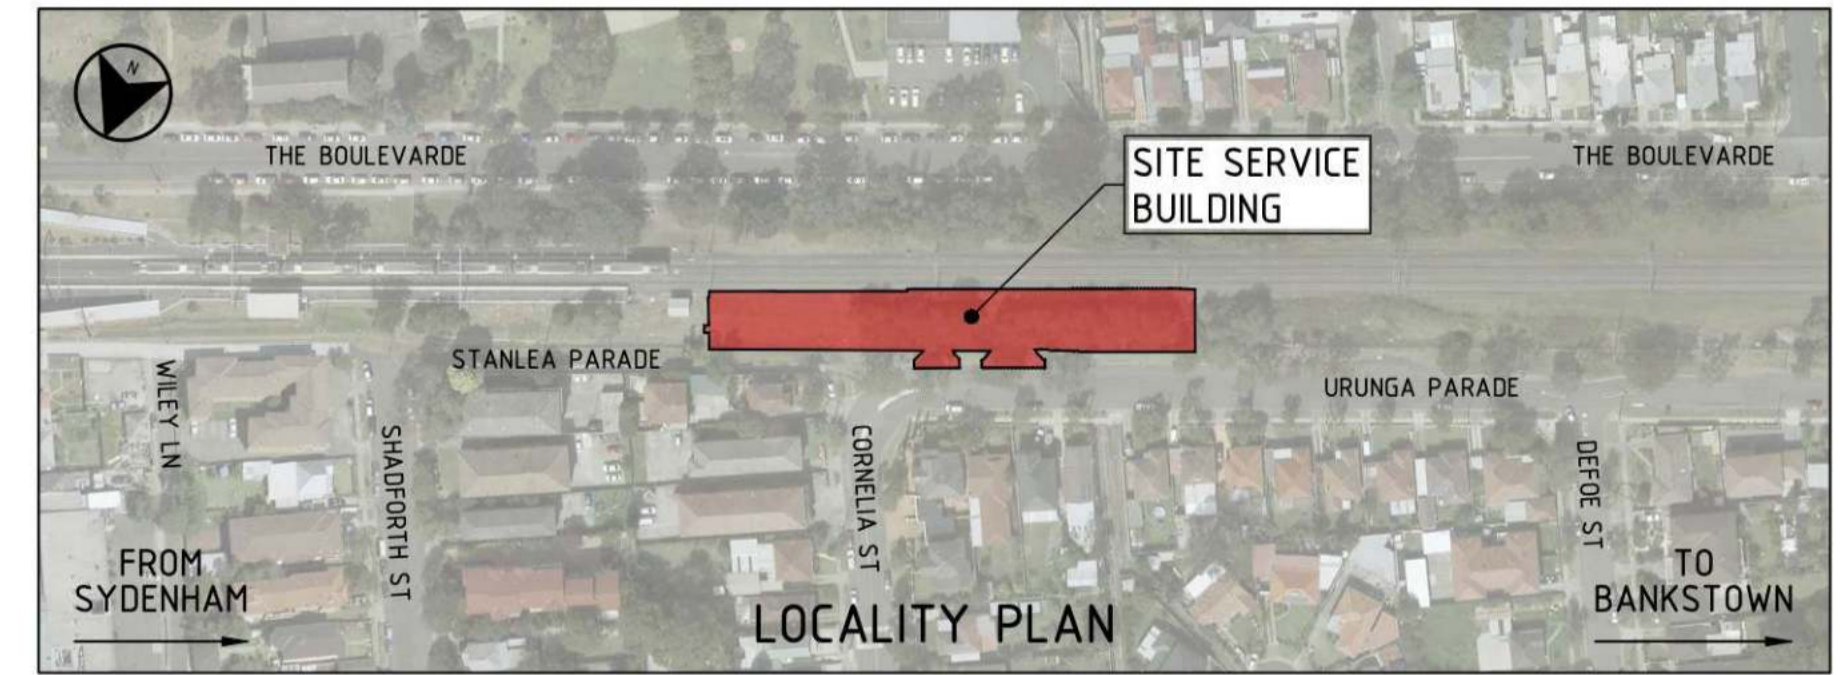 N
THE BOULEVARDE
THE BOULEVARDE
SITE SERVICE
BUILDING
STANLEA PARADE
URUNGA PARADE
WILEY LN
SHADFORTH ST
CORNELIA ST
DEFOE ST
FROM
SYDENHAM
LOCALITY PLAN
TO
BANKSTOWN